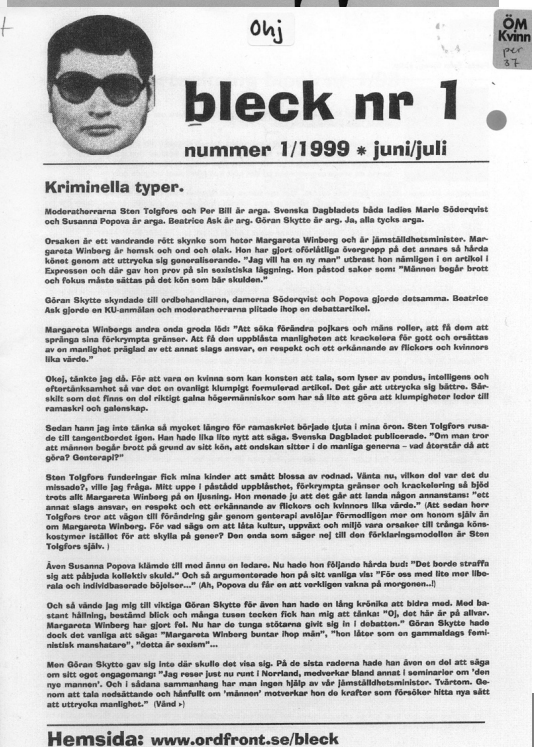 Ohj
ÖM
Kvinn
per
37
bleck nr 1
nummer 1/1999 * juni/juli
Kriminella typer.
Moderatherrarna Sten Tolgfors och Per Bill är arga. Svenska Dagbladets båda ladies Marie Söderqvist
och Susanna Popova är arga. Beatrice Ask är arg. Göran Skytte är arg. Ja, alla tycks arga.
Orsaken är ett vandrande rött skynke som heter Margareta Winberg och är jämställdhetsminister. Mar-
gareta Winberg är hemsk och ond och elak. Hon har gjort oförlåtliga övergrepp på det annars så hårda
könet genom att uttrycka sig generaliserande. "Jag vill ha en ny man" utbrast hon nämligen i en artikel i
Expressen och där gav hon prov på sin sexistiska läggning. Hon påstod saker som: "Männen begår brott
och fokus måste sättas på det kön som bär skulden."
Göran Skytte skyndade till ordbehandlaren, damerna Söderqvist och Popova gjorde detsamma. Beatrice
Ask gjorde en KU-anmälan och moderatherrarna plitade ihop en debattartikel.
Margareta Winbergs andra onda groda löd: "Att söka förändra pojkars och mäns roller, att få dem att
spränga sina förkrympta gränser. Att få den uppblåsta manligheten att krackelera för gott och ersättas
av en manlighet präglad av ett annat slags ansvar, en respekt och ett erkännande av flickors och kvinnors
lika värde."
Okej, tänkte jag då. För att vara en kvinna som kan konsten att tala, som lyser av pondus, intelligens och
eftertänksamhet så var det en ovanligt klumpigt formulerad artikel. Det går att uttrycka sig bättre. Sär-
skilt som det finns en del riktigt galna högermänniskor som har så lite att göra att klumpigheter leder till
ramaskri och galenskap.
Sedan hann jag inte tänka så mycket längre för ramaskriet började tjuta i mina öron. Sten Tolgfors rusa-
de till tangentbordet igen. Han hade lika lite nytt att säga. Svenska Dagbladet publicerade. "Om man tror
att männen begår brott på grund av sitt kön, att ondskan sitter i de manliga generna – vad återstår då att
göra? Genterapi?"
Sten Tolgfors funderingar fick mina kinder att smått blossa av rodnad. Vänta nu, vilken del var det du
missade?, ville jag fråga. Mitt uppe i påstådd uppblåsthet, förkrympta gränser och krackelering så bjöd
trots allt Margareta Winberg på en ljusning. Hon menade ju att det går att landa någon annanstans: "ett
annat slags ansvar, en respekt och ett erkännande av flickors och kvinnors lika värde." (Att sedan herr
Tolgfors tror att vägen till förändring går genom genterapi avslöjar förmodligen mer om honom själv än
om Margareta Winberg. För vad sägs om att låta kultur, uppväxt och miljö vara orsaker till trånga köns-
kostymer istället för att skylla på gener? Den enda som säger nej till den förklaringsmodellen är Sten
Tolgfors själv. )
Även Susanna Popova klämde till med ännu en ledare. Nu hade hon följande hårda bud: "Det borde straffa
sig att påbjuda kollektiv skuld." Och så argumenterade hon på sitt vanliga vis: "För oss med lite mer libe-
rala och individbaserade böjelser..." (Ah, Popova du får en att verkligen vakna på morgonen..!)
Och så vände jag mig till viktiga Göran Skytte för även han hade en lång krönika att bidra med. Med ba-
stant hållning, bestämd blick och många tusen tecken fick han mig att tänka: "Oj, det här är på allvar.
Margareta Winberg har gjort fel. Nu har de tunga stötarna givit sig in i debatten." Göran Skytte hade
dock det vanliga att säga: "Margareta Winberg buntar ihop män", "hon låter som en gammaldags femi-
nistisk manshatare", "detta är sexism"...
Men Göran Skytte gav sig inte där skulle det visa sig. På de sista raderna hade han även en del att säga
om sitt eget engagemang: "Jag reser just nu runt i Norrland, medverkar bland annat i seminarier om 'den
nye mannen'. Och i sådana sammanhang har man ingen hjälp av vår jämställdhetsminister. Tvärtom. Ge-
nom att tala nedsättande och hånfullt om 'männen' motverkar hon de krafter som försöker hitta nya sätt
att uttrycka manlighet." (Vänd ▸)
Hemsida: www.ordfront.se/bleck